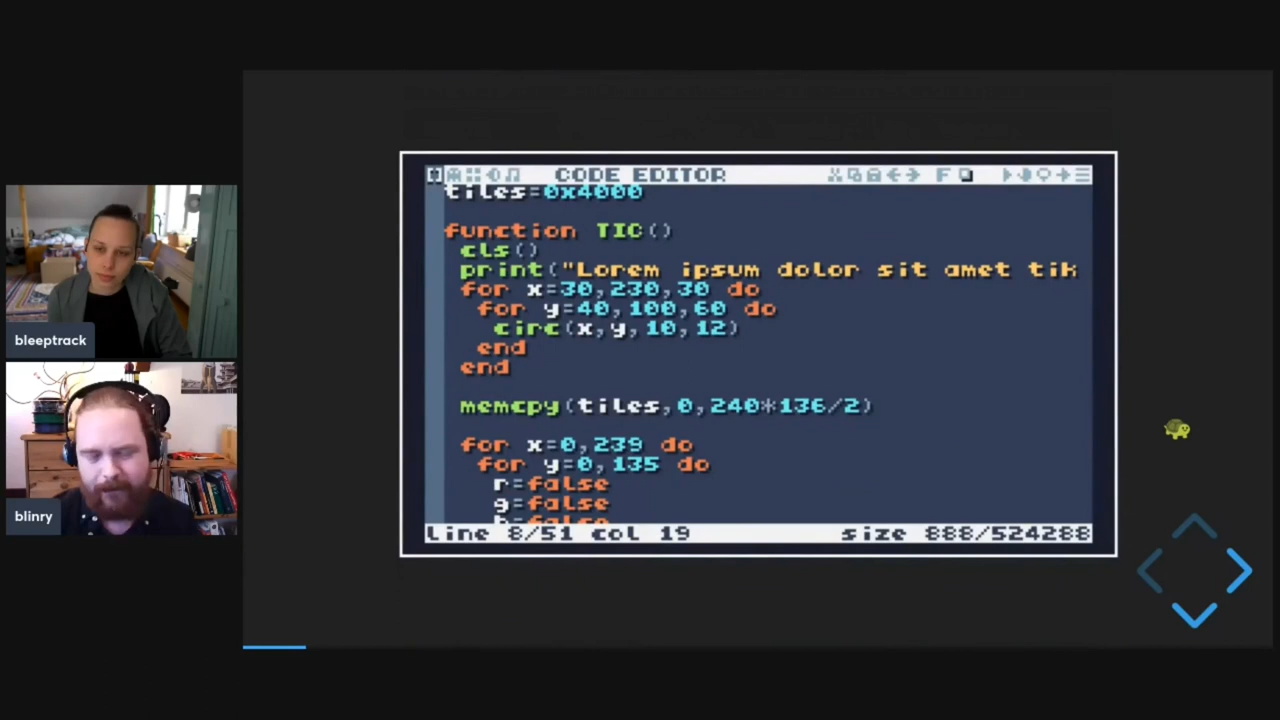 CODE EDITOR
F
tiles=0x4000
function TIC()
cls()
print("Lorem ipsum dolor sit amet tik
for x=30,230,30 do
for y=40,100,60 do
circ(x,y,10,12)
end
end
memcpy(tiles,0,240*136/2)
for x=0,239 do
for y=0,135 do
r=false
g=false
b=false
line 8/51 col 19
size 888/524288
bleeptrack
blinry